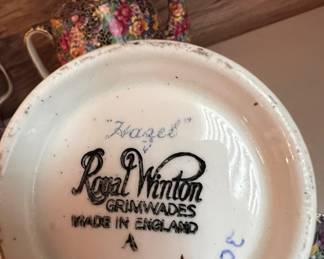 "Hazel"
Royal Winton
GRIMWADES
MADE IN ENGLAND
A